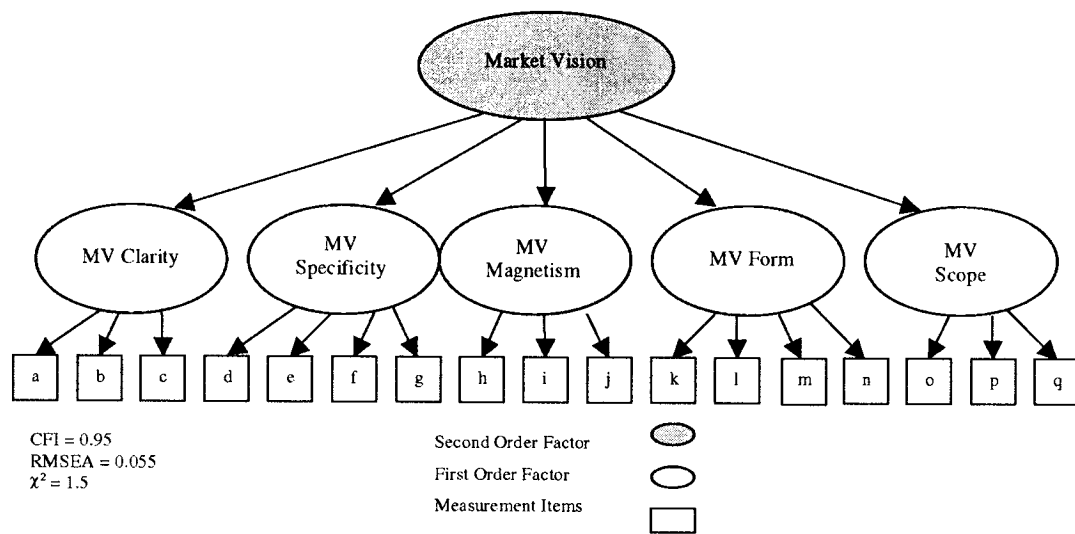 Market Vision
MV Clarity
MV
Specificity
MV
Magnetism
MV Form
MV
Scope
a b c d e f g h i j k l m n o p q
CFI = 0.95
RMSEA = 0.055
χ² = 1.5
Second Order Factor
First Order Factor
Measurement Items